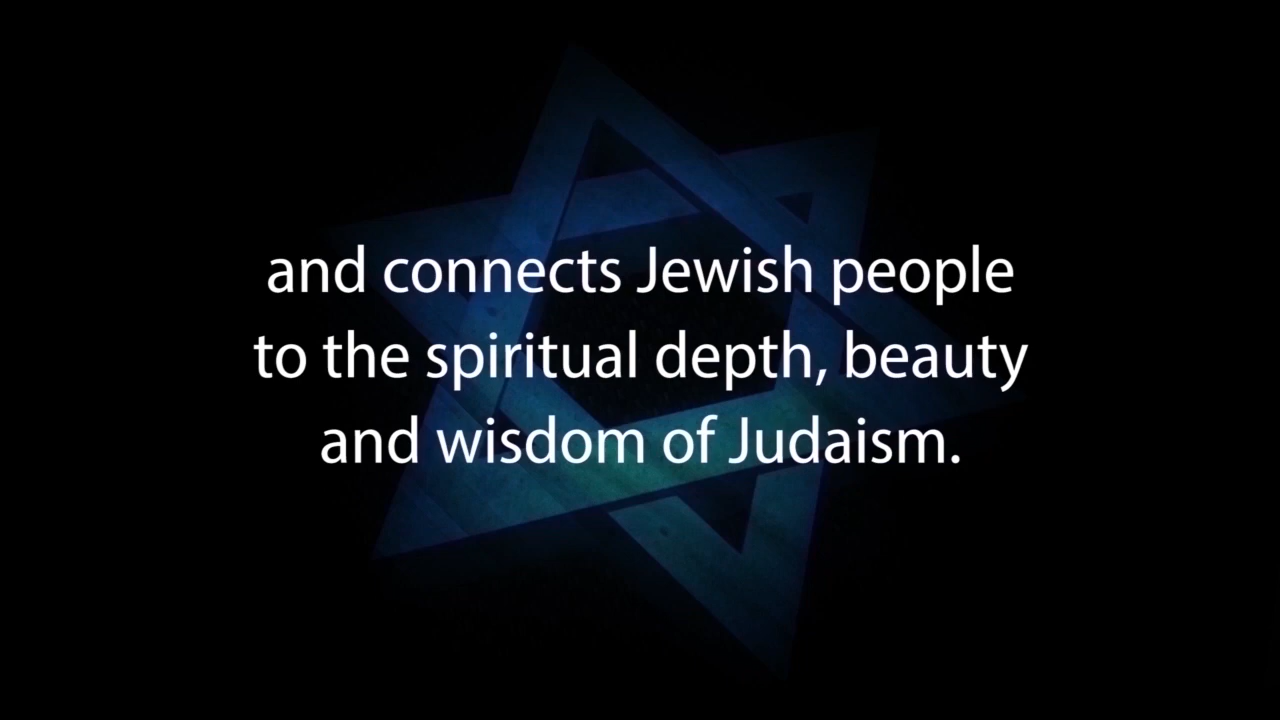 and connects Jewish people
to the spiritual depth, beauty
and wisdom of Judaism.